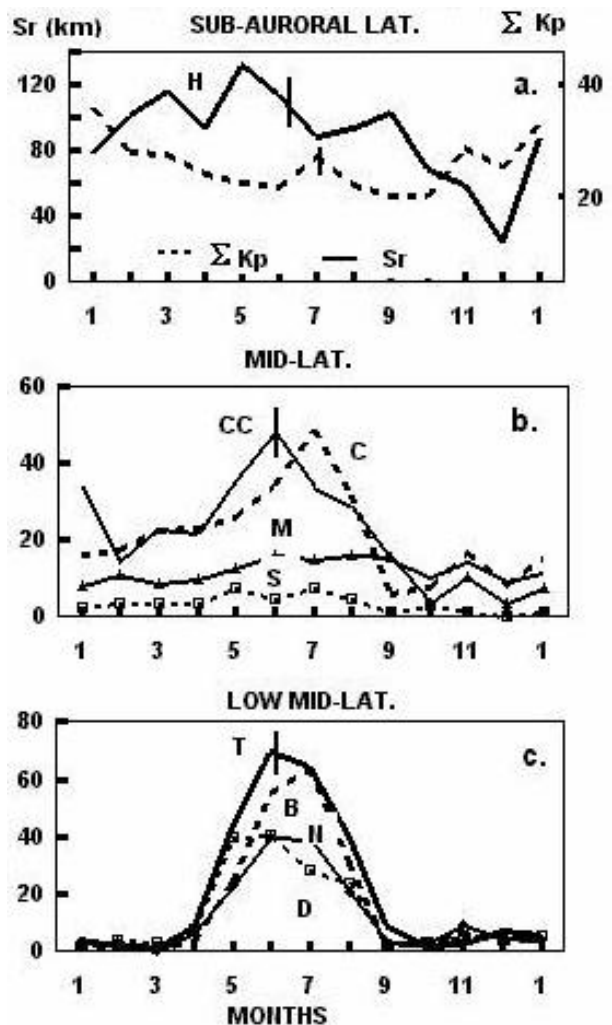 Sr (km) SUB-AURORAL LAT. Σ Kp
120 H a. 40
80
40 20
Σ Kp Sr
0
1 3 5 7 9 11 1
MID-LAT.
60
CC C b.
40
20 M
S
0
1 3 5 7 9 11 1
LOW MID-LAT.
80
T c.
60
B
40 N
20 D
0
1 3 5 7 9 11 1
MONTHS